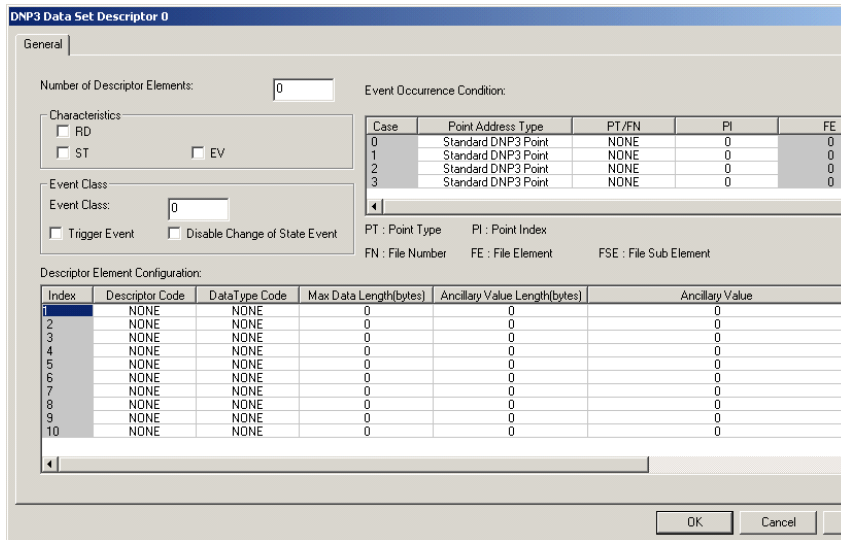 DNP3 Data Set Descriptor 0
General
Number of Descriptor Elements: 0
Characteristics
RD
ST EV
Event Class
Event Class: 0
Trigger Event Disable Change of State Event
Event Occurrence Condition:
Case Point Address Type PT/FN PI FE
0 Standard DNP3 Point NONE 0 0
1 Standard DNP3 Point NONE 0 0
2 Standard DNP3 Point NONE 0 0
3 Standard DNP3 Point NONE 0 0
PT : Point Type PI : Point Index
FN : File Number FE : File Element FSE : File Sub Element
Descriptor Element Configuration:
Index Descriptor Code DataType Code Max Data Length(bytes) Ancillary Value Length(bytes) Ancillary Value
1 NONE NONE 0 0 0
2 NONE NONE 0 0 0
3 NONE NONE 0 0 0
4 NONE NONE 0 0 0
5 NONE NONE 0 0 0
6 NONE NONE 0 0 0
7 NONE NONE 0 0 0
8 NONE NONE 0 0 0
9 NONE NONE 0 0 0
10 NONE NONE 0 0 0
OK Cancel